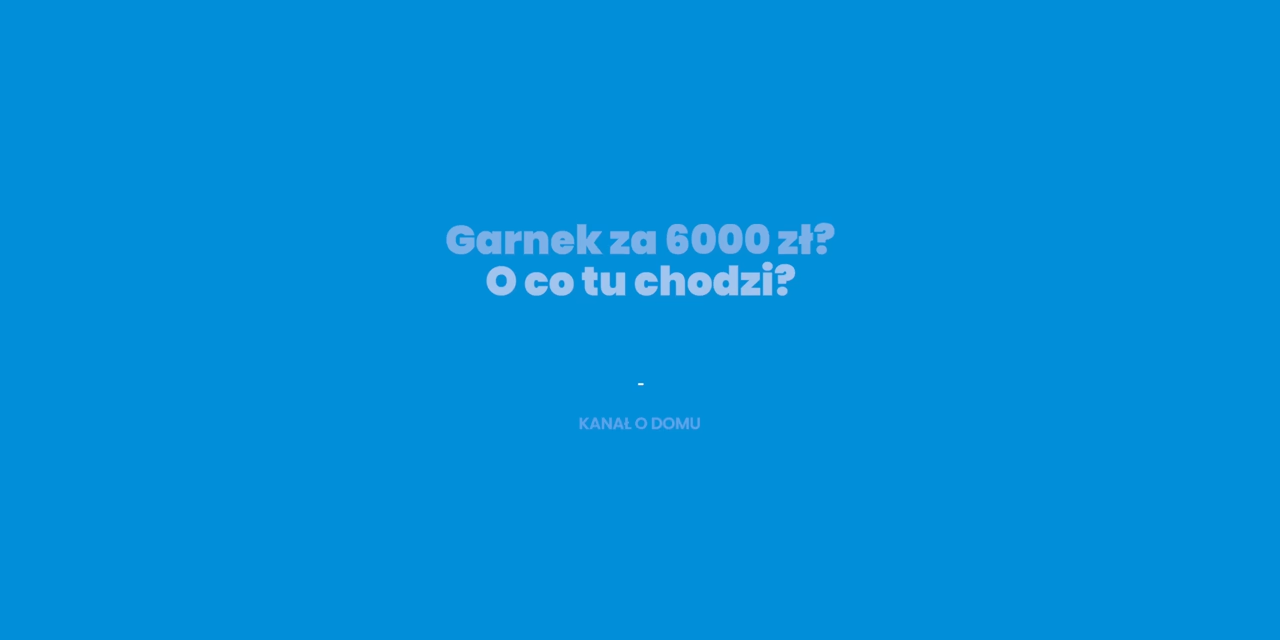 Garnek za 6000 zł?
O co tu chodzi?
-
KANAŁ O DOMU